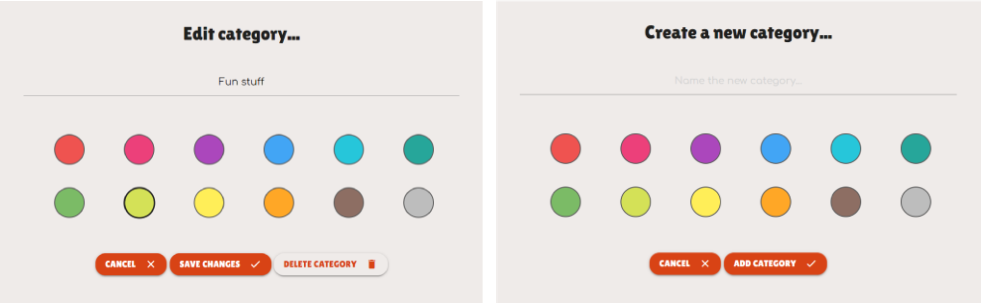 Edit category...
Fun stuff
CANCEL
SAVE CHANGES
DELETE CATEGORY
Create a new category...
Name the new category...
CANCEL
ADD CATEGORY